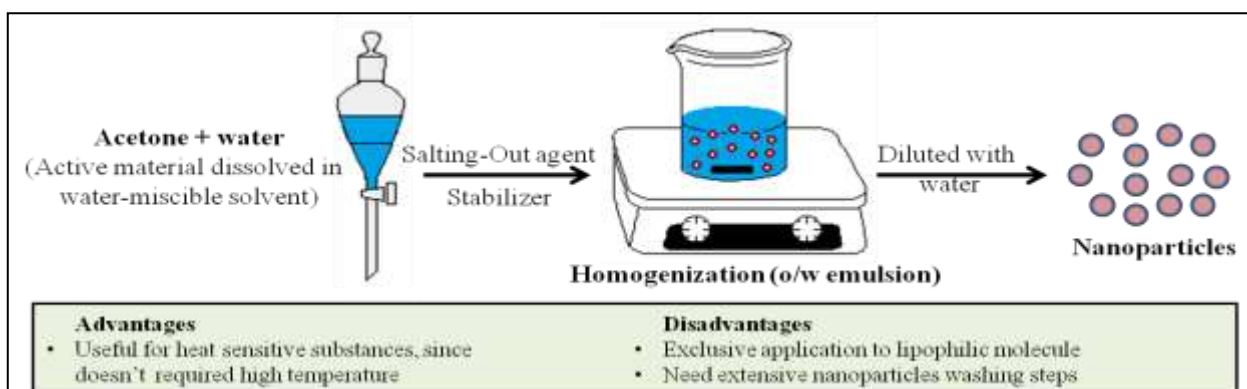 Acetone + water
(Active material dissolved in
water-miscible solvent)
Salting-Out agent
Stabilizer
Homogenization (o/w emulsion)
Diluted with
water
Nanoparticles
Advantages
• Useful for heat sensitive substances, since
doesn't required high temperature
Disadvantages
• Exclusive application to lipophilic molecule
• Need extensive nanoparticles washing steps